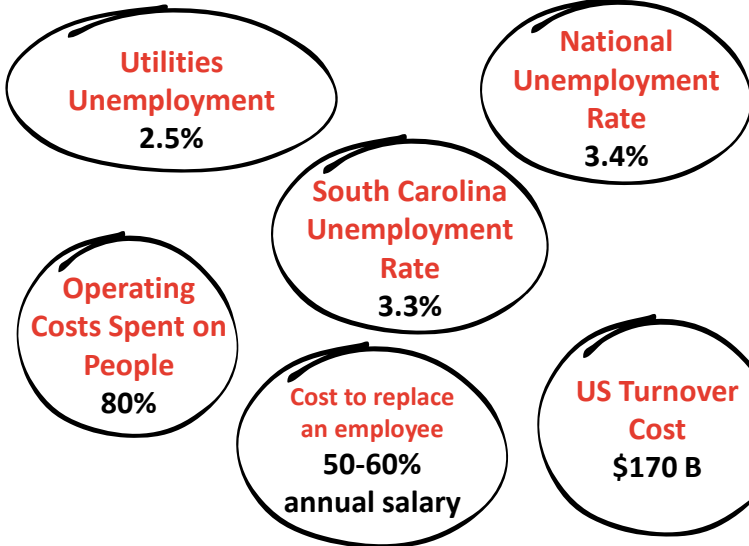 Utilities
Unemployment
2.5%
National
Unemployment
Rate
3.4%
South Carolina
Unemployment
Rate
3.3%
Operating
Costs Spent on
People
80%
Cost to replace
an employee
50-60%
annual salary
US Turnover
Cost
$170 B